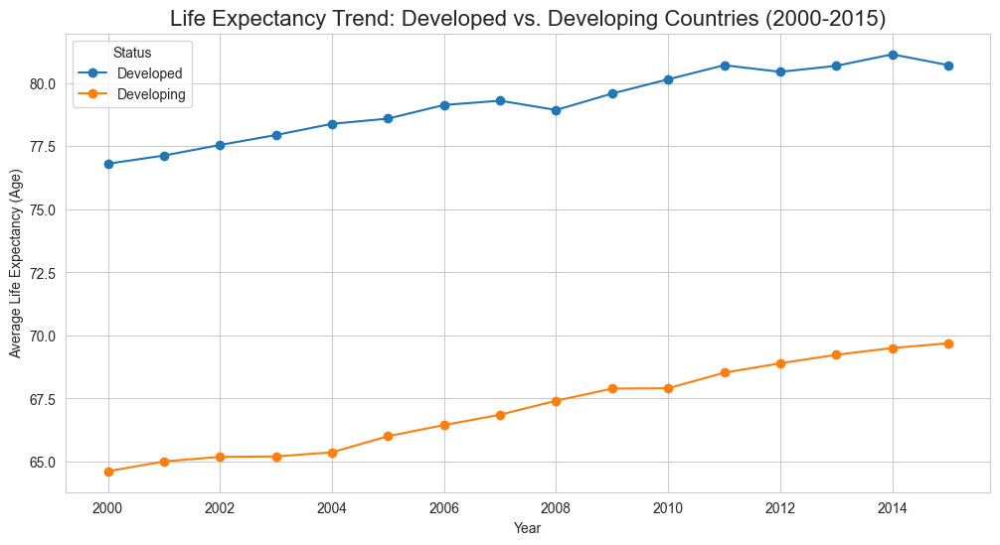 Life Expectancy Trend: Developed vs. Developing Countries (2000-2015)
Status
Developed
Developing
Average Life Expectancy (Age)
80.0
77.5
75.0
72.5
70.0
67.5
65.0
2000 2002 2004 2006 2008 2010 2012 2014
Year